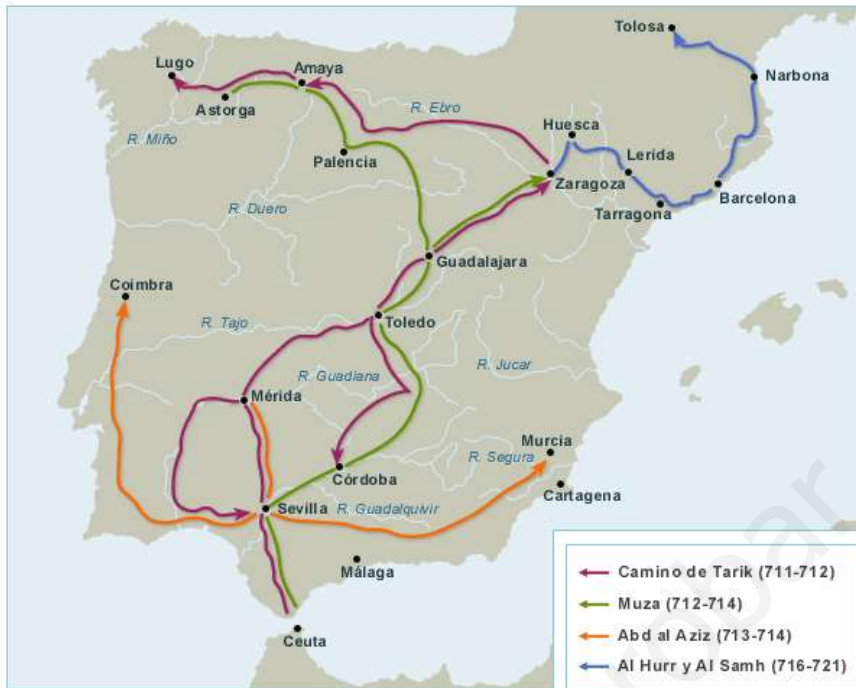 Tolosa
Lugo
Amaya
Narbona
Astorga
R. Ebro
Huesca
R. Miño
Palencia
Lerida
Zaragoza
Barcelona
Tarragona
R. Duero
Guadalajara
Coimbra
R. Tajo
Toledo
R. Jucar
R. Guadiana
Mérida
Murcia
R. Segura
Córdoba
Cartagena
Sevilla
R. Guadalquivir
Málaga
Ceuta
Camino de Tarik (711-712)
Muza (712-714)
Abd al Aziz (713-714)
Al Hurr y Al Samh (716-721)
robar